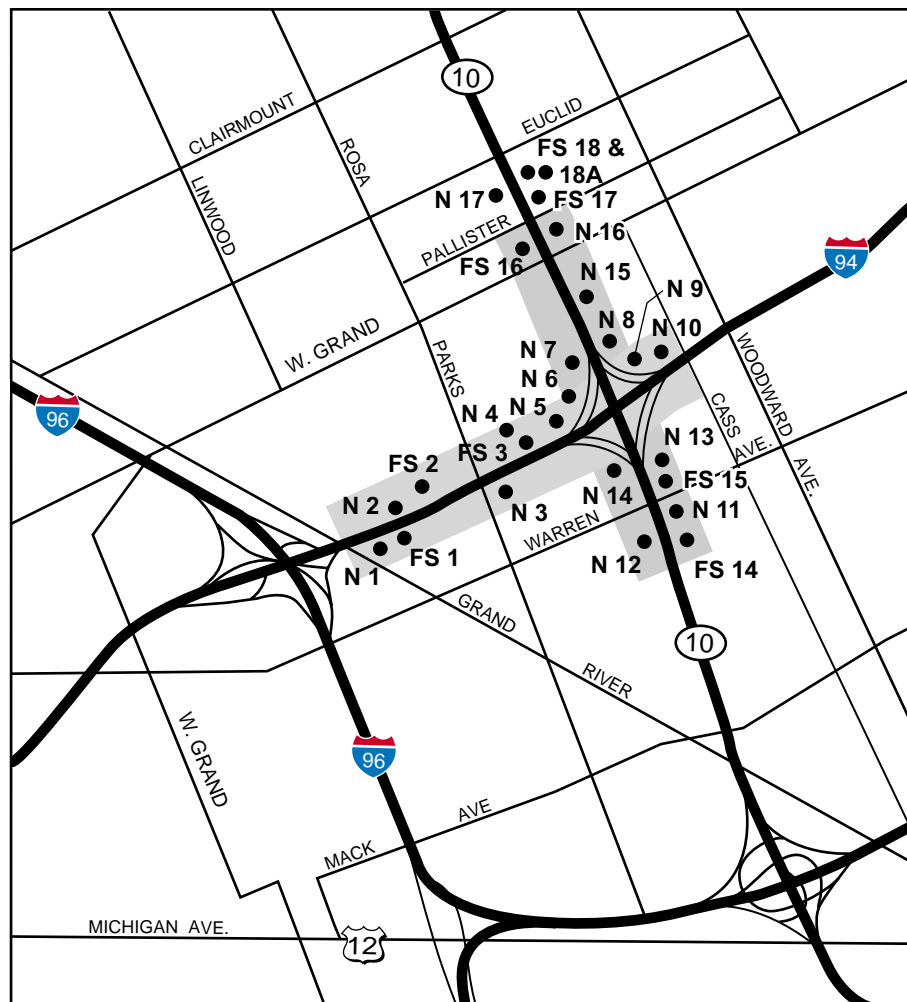 10
EUCLID
CLAIRMOUNT
ROSA
FS 18 &
18A
LINWOOD
N 17
FS 17
PALLISTER
N 16
FS 16
94
N 15
N 9
W. GRAND
N 8
N 10
PARKS
N 7
WOODWARD
AVE.
N 6
96
N 5
CASS
N 4
FS 3
N 13
AVE.
FS 2
FS 15
N 2
N 3
N 14
WARREN
N 11
N 1
FS 1
N 12
FS 14
GRAND
RIVER
10
W. GRAND
96
AVE
MACK
MICHIGAN AVE.
12